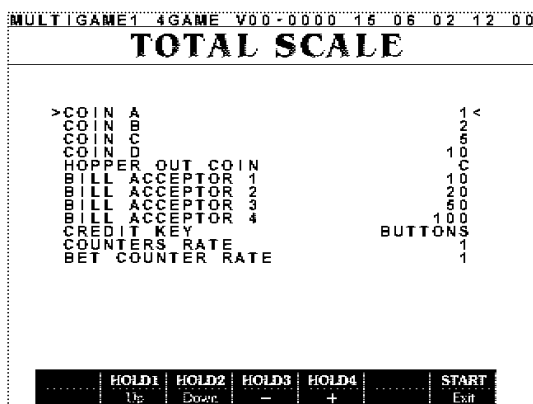 MULTIGAME1 4GAME V00-0000 15 06 02 12 00
TOTAL SCALE
>COIN A 1<
COIN B 2
COIN C 5
COIN D 10
HOPPER OUT COIN C
BILL ACCEPTOR 1 10
BILL ACCEPTOR 2 20
BILL ACCEPTOR 3 50
BILL ACCEPTOR 4 100
CREDIT KEY BUTTONS
COUNTERS RATE 1
BET COUNTER RATE 1
HOLD1 HOLD2 HOLD3 HOLD4 START
Up Down − + Exit